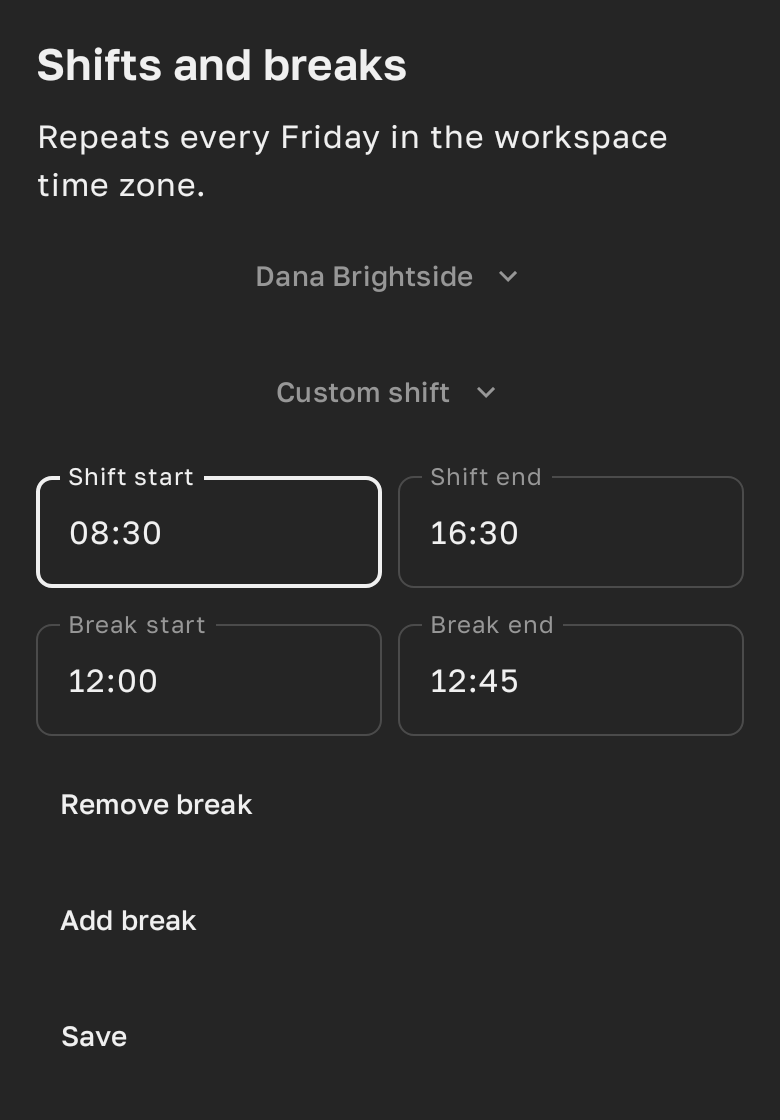 Shifts and breaks
Repeats every Friday in the workspace
time zone.
Dana Brightside
Custom shift
Shift start
08:30
Shift end
16:30
Break start
12:00
Break end
12:45
Remove break
Add break
Save